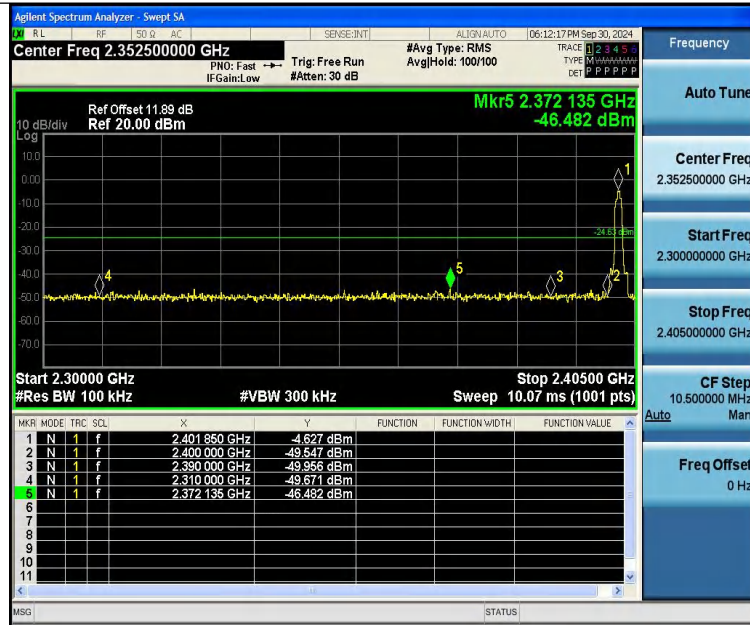 Agilent Spectrum Analyzer - Swept SA
LXI RL RF 50 Ω AC SENSE:INT ALIGN AUTO 06:12:17 PM Sep 30, 2024
Center Freq 2.352500000 GHz
PNO: Fast
IFGain:Low
Trig: Free Run
#Atten: 30 dB
#Avg Type: RMS
Avg|Hold: 100/100
TRACE 1 2 3 4 5 6
TYPE M
DET P P P P P P
Mkr5 2.372 135 GHz
-46.482 dBm
Ref Offset 11.89 dB
10 dB/div Ref 20.00 dBm
Log
10.0
0.00
-10.0
-20.0
-30.0
-40.0
-50.0
-60.0
-70.0
-24.63 dBm
1
4
5
3
2
Start 2.30000 GHz Stop 2.40500 GHz
#Res BW 100 kHz #VBW 300 kHz Sweep 10.07 ms (1001 pts)
MKR MODE TRC SCL X Y FUNCTION FUNCTION WIDTH FUNCTION VALUE
1 N 1 f 2.401 850 GHz -4.627 dBm
2 N 1 f 2.400 000 GHz -49.547 dBm
3 N 1 f 2.390 000 GHz -49.956 dBm
4 N 1 f 2.310 000 GHz -49.671 dBm
5 N 1 f 2.372 135 GHz -46.482 dBm
6
7
8
9
10
11
MSG STATUS
Frequency
Auto Tune
Center Freq
2.352500000 GHz
Start Freq
2.300000000 GHz
Stop Freq
2.405000000 GHz
CF Step
10.500000 MHz
Auto Man
Freq Offset
0 Hz